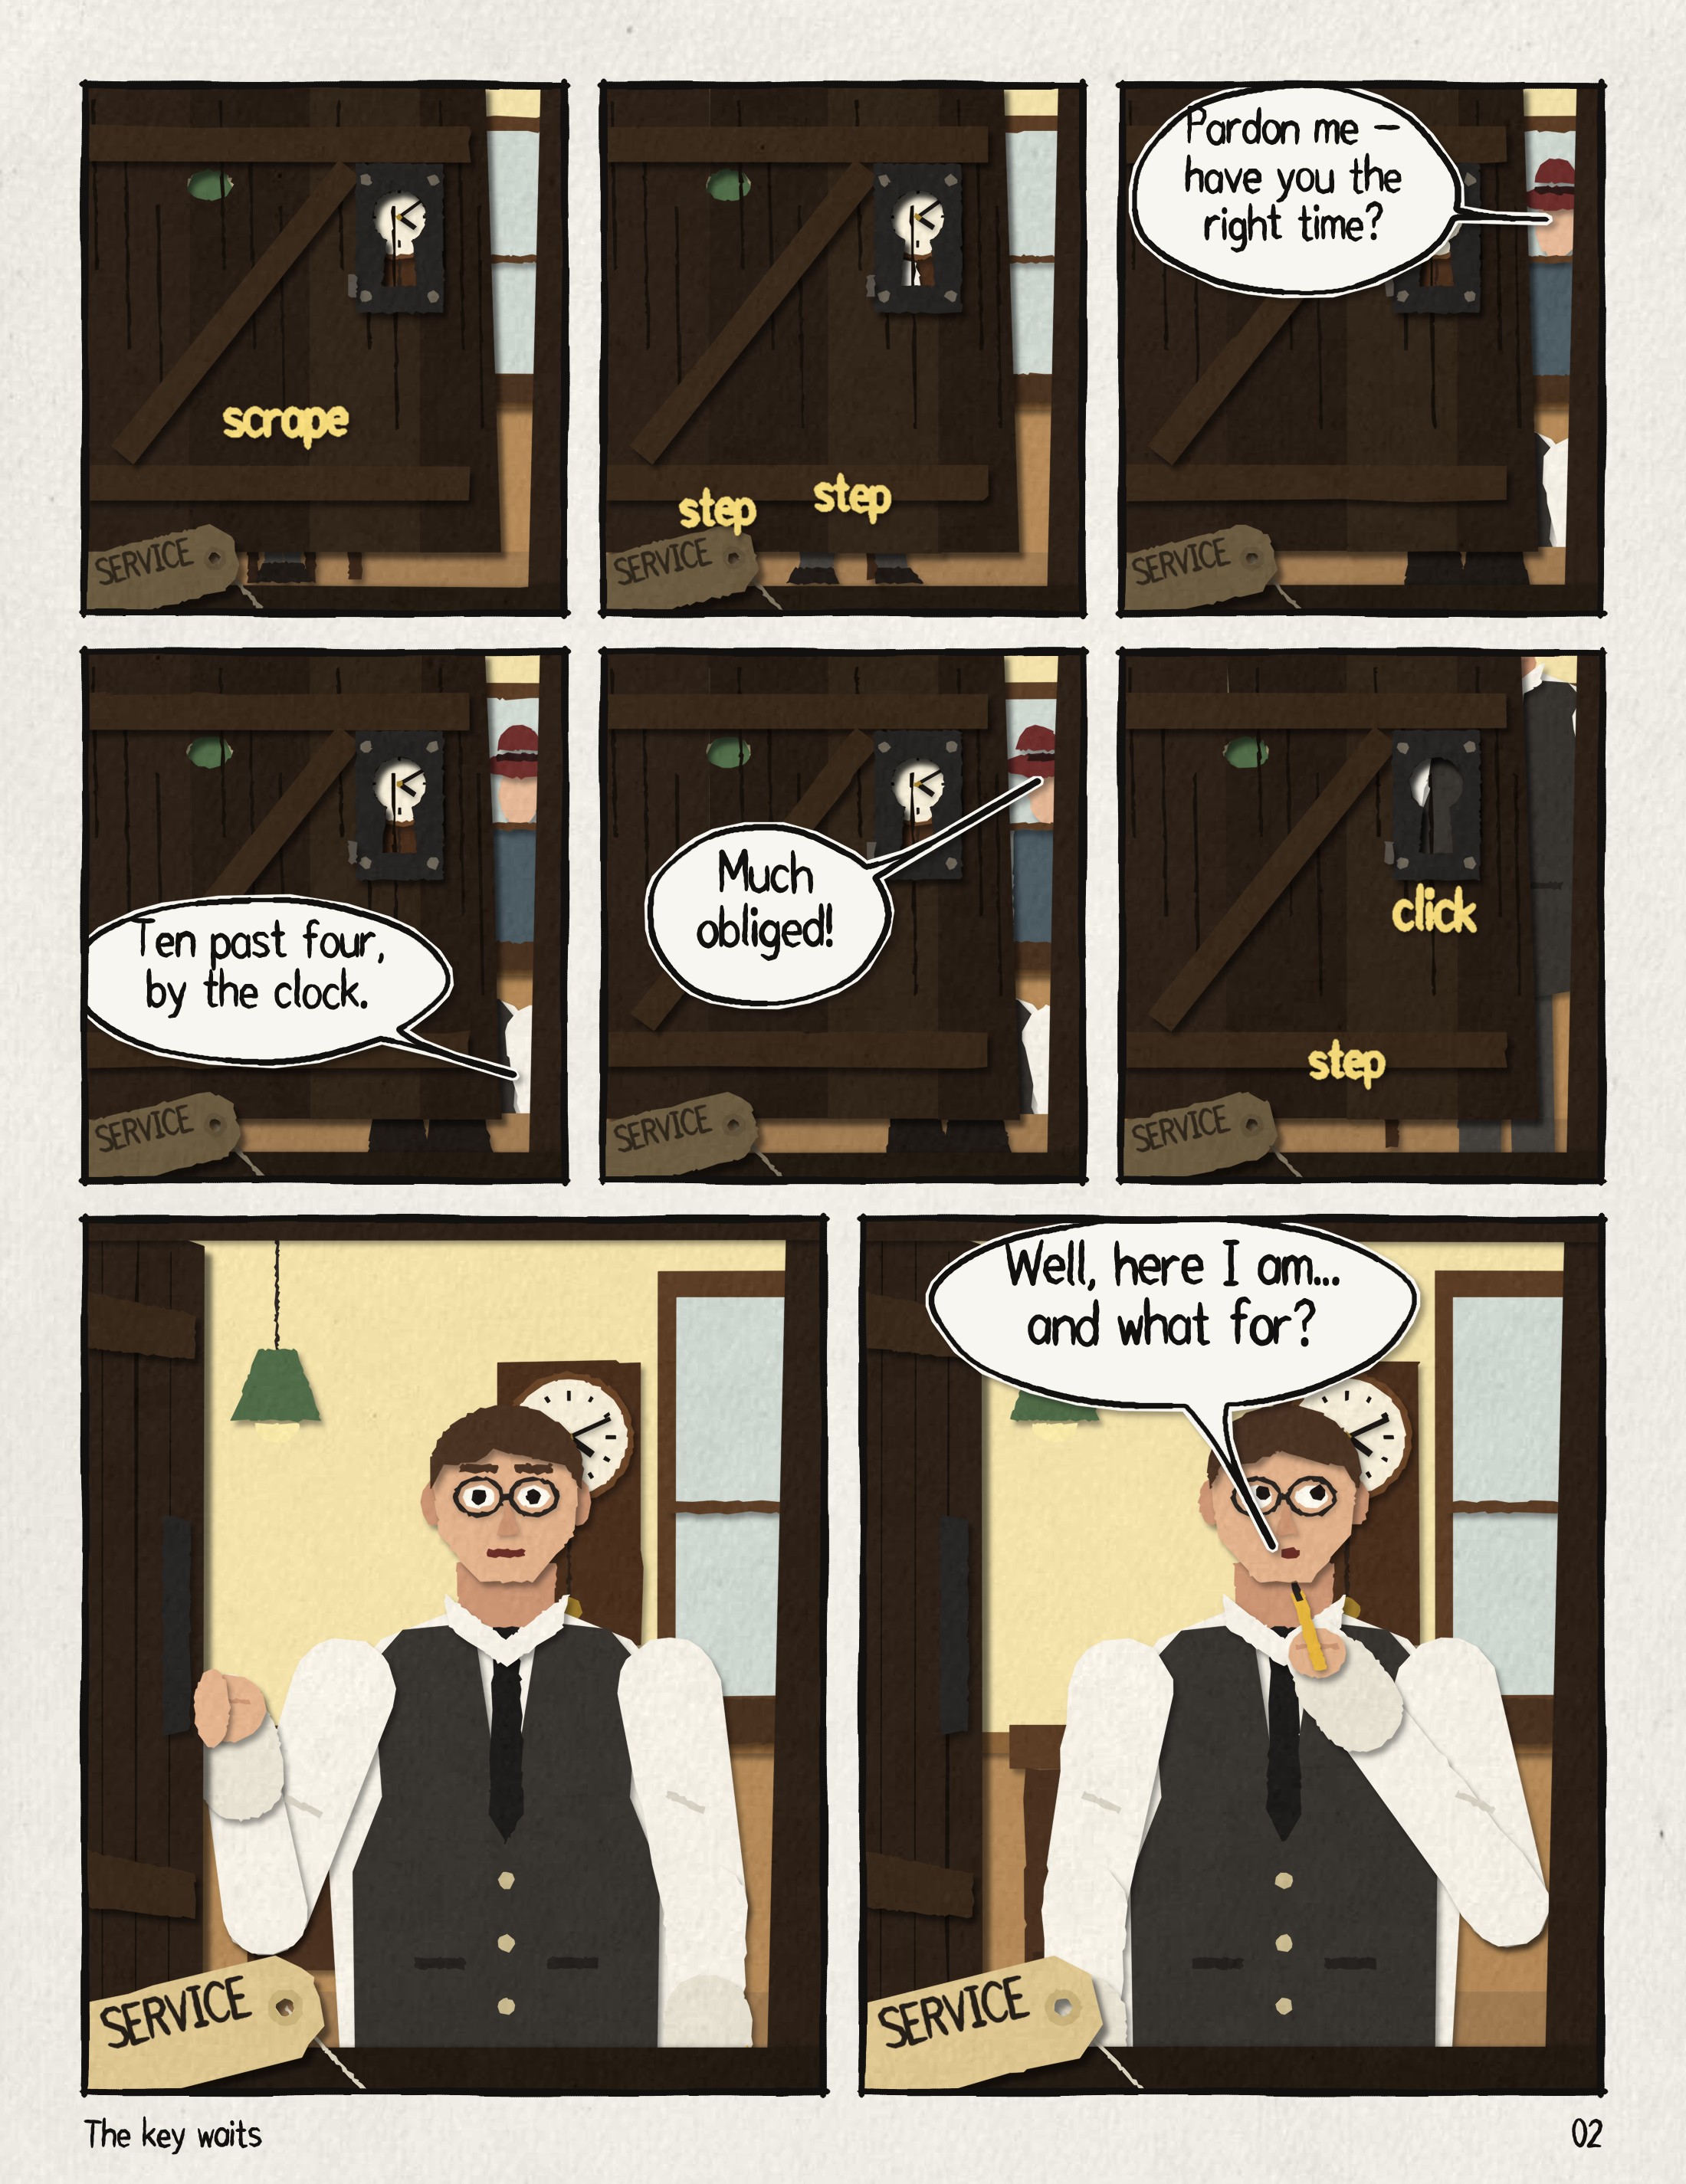 scrape
SERVICE
step
step
SERVICE
Pardon me –
have you the
right time?
SERVICE
Ten past four,
by the clock.
SERVICE
Much
obliged!
SERVICE
click
step
SERVICE
SERVICE
Well, here I am...
and what for?
SERVICE
The key waits
02